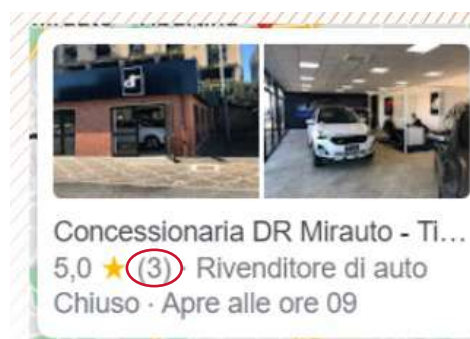 Concessionaria DR Mirauto - Ti...
5,0 ★ (3) · Rivenditore di auto
Chiuso · Apre alle ore 09